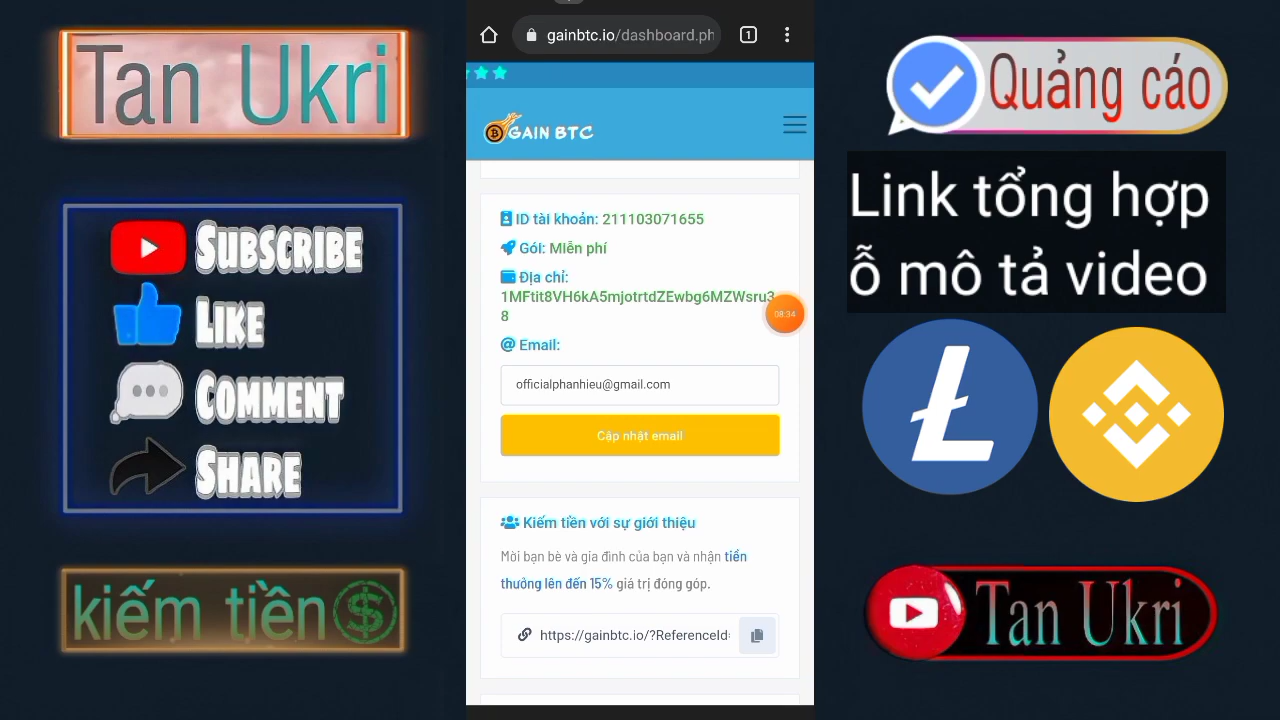 Tan Ukri
SUBSCRIBE
LIKE
COMMENT
SHARE
kiếm tiền
gainbtc.io/dashboard.ph
1
GAIN BTC
ID tài khoản: 211103071655
Gói: Miễn phí
Địa chỉ:
1MFtit8VH6kA5mjotrtdZEwbg6MZWsru3
8
08:34
@ Email:
officialphanhieu@gmail.com
Cập nhật email
Kiếm tiền với sự giới thiệu
Mời bạn bè và gia đình của bạn và nhận tiền
thưởng lên đến 15% giá trị đóng góp.
https://gainbtc.io/?ReferenceId=
Quảng cáo
Link tổng hợp
ỗ mô tả video
Tan Ukri